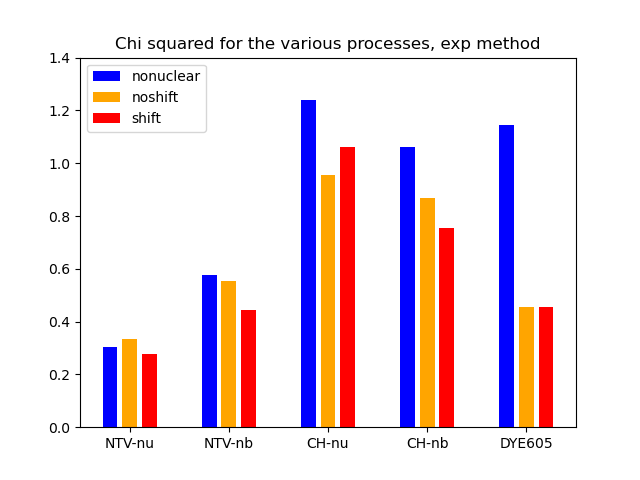 Chi squared for the various processes, exp method
1.4
1.2
1.0
0.8
0.6
0.4
0.2
0.0
nonuclear
noshift
shift
NTV-nu
NTV-nb
CH-nu
CH-nb
DYE605